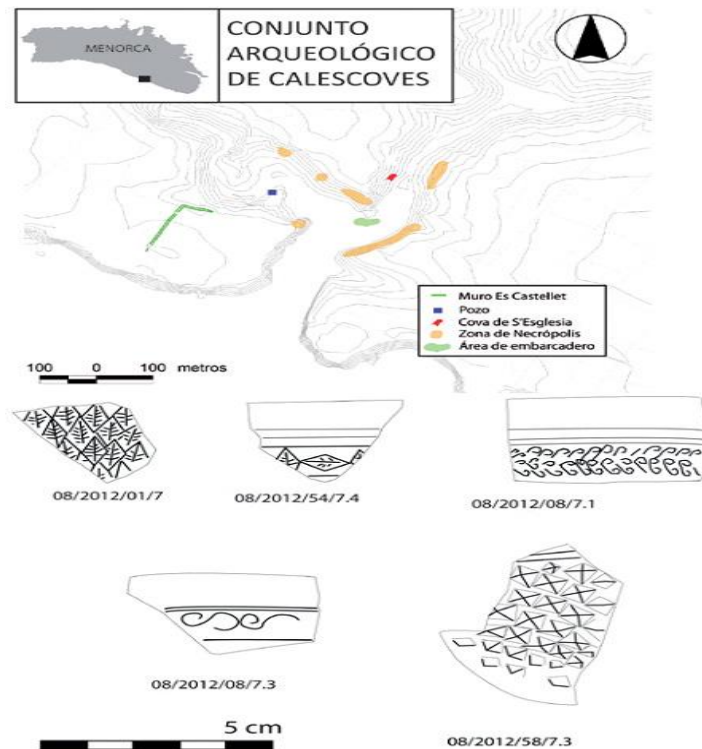 MENORCA
CONJUNTO
ARQUEOLÓGICO
DE CALESCOVES
Muro Es Castellet
Pozo
Cova de S'Esglesia
Zona de Necrópolis
Área de embarcadero
100 0 100 metros
08/2012/01/7
08/2012/54/7.4
08/2012/08/7.1
08/2012/08/7.3
5 cm
08/2012/58/7.3